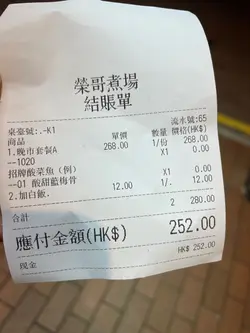 榮哥煮場
結賬單
桌臺號:.-K1 流水號:65
商品 單價 數量 價格(HK$)
1.晚市套餐A 268.00 1/份 268.00
--1020 X1 0.00
招牌酸菜魚(例)
--O1 酸甜藍梅骨 X1 0.00
2.加白飯. 12.00 1/. 12.00
合計 2 280.00
應付金額(HK$) 252.00
現金 HK$ 252.00